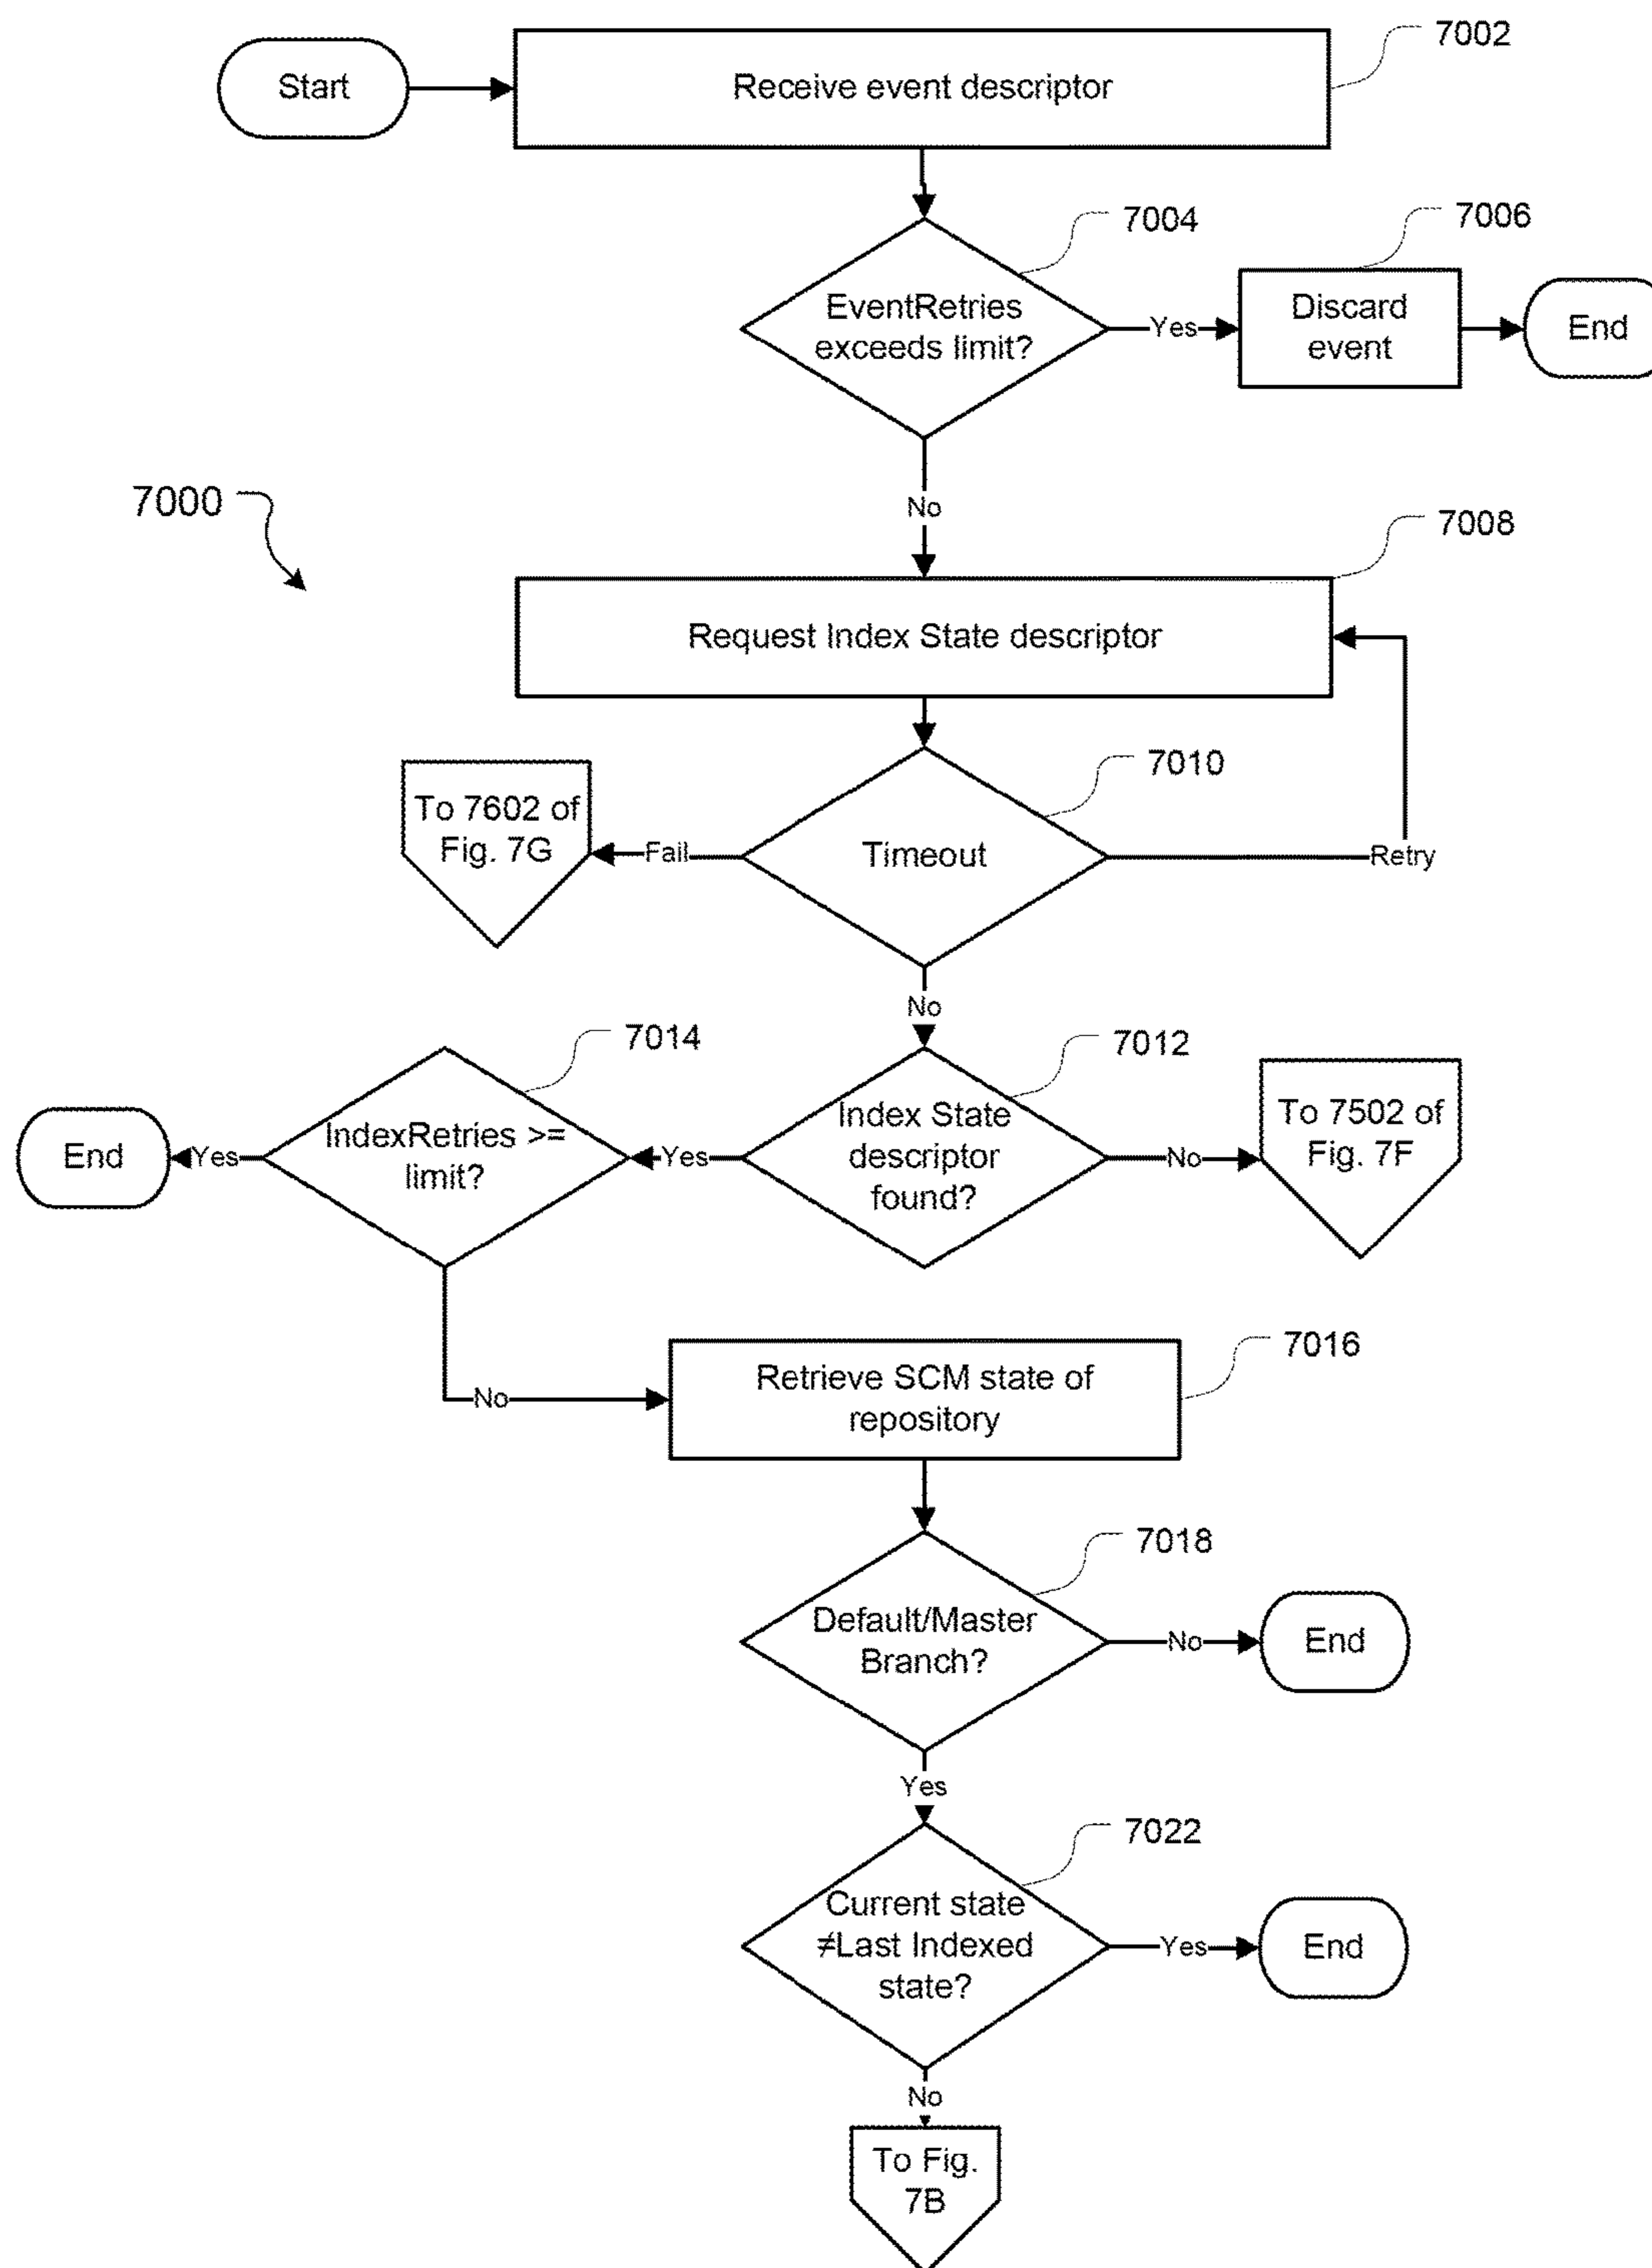 7002
Start
Receive event descriptor
7004
7006
EventRetries
exceeds limit?
Yes
Discard
event
End
No
7000
7008
Request Index State descriptor
7010
To 7602 of
Fig. 7G
Fail
Timeout
Retry
No
7014
7012
End
Yes
IndexRetries >=
limit?
Yes
Index State
descriptor
found?
No
To 7502 of
Fig. 7F
7016
No
Retrieve SCM state of
repository
7018
Default/Master
Branch?
No
End
Yes
7022
Current state
≠Last Indexed
state?
Yes
End
No
To Fig.
7B